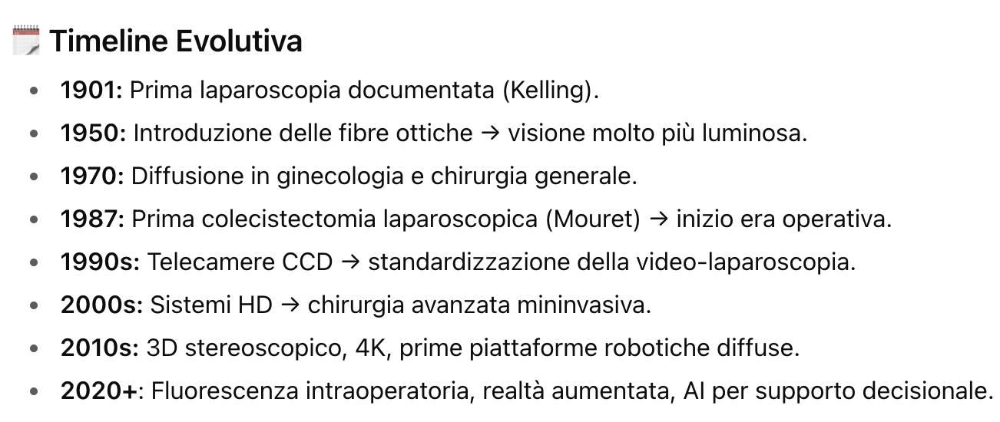 Timeline Evolutiva
1901: Prima laparoscopia documentata (Kelling).
1950: Introduzione delle fibre ottiche → visione molto più luminosa.
1970: Diffusione in ginecologia e chirurgia generale.
1987: Prima colecistectomia laparoscopica (Mouret) → inizio era operativa.
1990s: Telecamere CCD → standardizzazione della video-laparoscopia.
2000s: Sistemi HD → chirurgia avanzata mininvasiva.
2010s: 3D stereoscopico, 4K, prime piattaforme robotiche diffuse.
2020+: Fluorescenza intraoperatoria, realtà aumentata, AI per supporto decisionale.